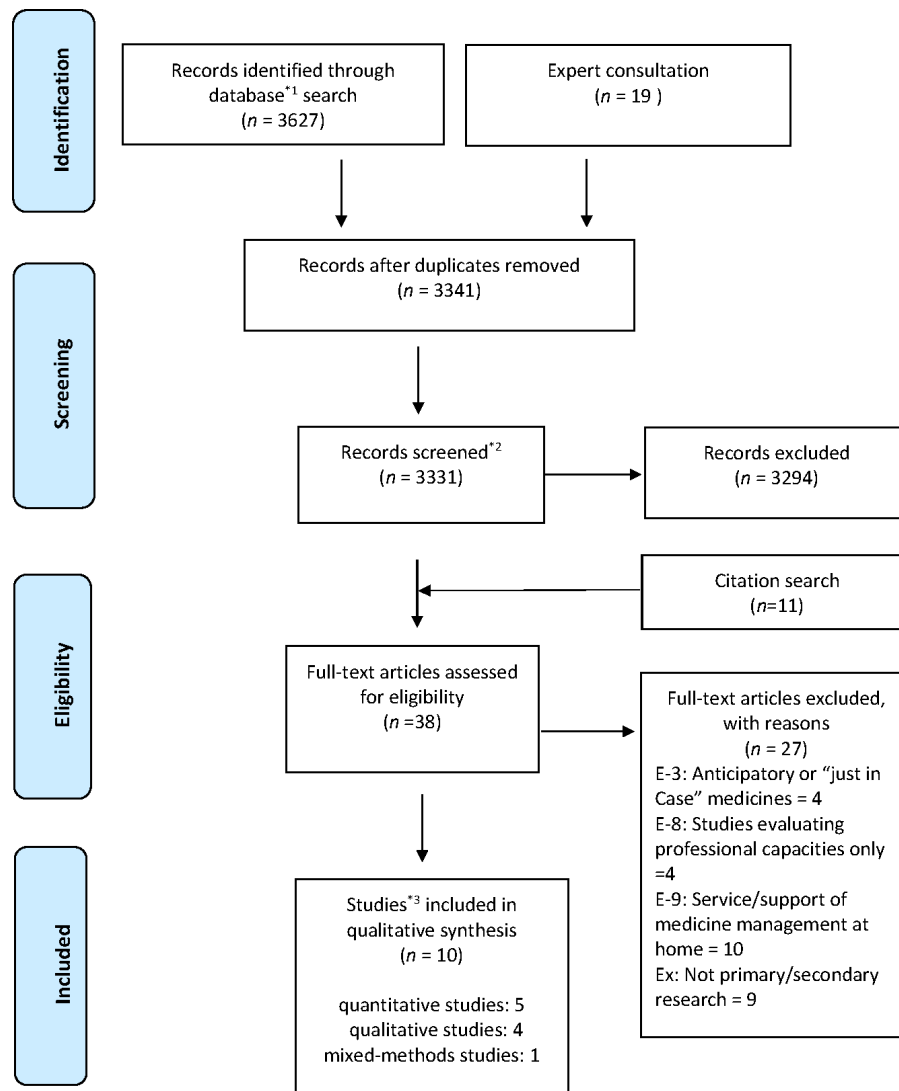 Identification
Records identified through
database*1 search
(n = 3627)
Expert consultation
(n = 19 )
Screening
Records after duplicates removed
(n = 3341)
Records screened*2
(n = 3331)
Records excluded
(n = 3294)
Eligibility
Citation search
(n=11)
Full-text articles assessed
for eligibility
(n =38)
Full-text articles excluded,
with reasons
(n = 27)
E-3: Anticipatory or “just in
Case” medicines = 4
E-8: Studies evaluating
professional capacities only
=4
E-9: Service/support of
medicine management at
home = 10
Ex: Not primary/secondary
research = 9
Included
Studies*3 included in
qualitative synthesis
(n = 10)
quantitative studies: 5
qualitative studies: 4
mixed-methods studies: 1